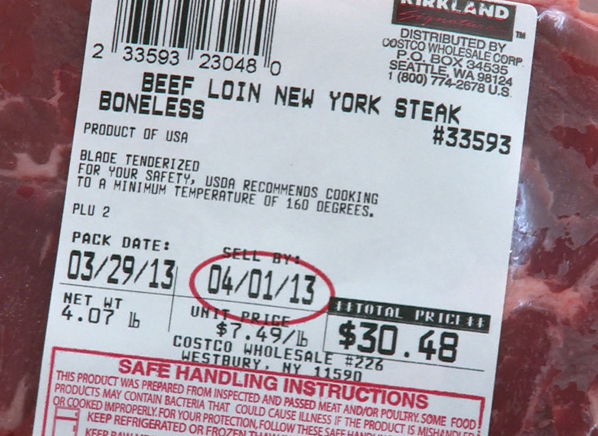 KIRKLAND
Signature
TM
DISTRIBUTED BY
COSTCO WHOLESALE CORP
P.O. BOX 34535
SEATTLE, WA 98124
1 (800) 774-2678 U.S.
2 33593 23048 0
BEEF LOIN NEW YORK STEAK
BONELESS
#33593
PRODUCT OF USA
BLADE TENDERIZED
FOR YOUR SAFETY, USDA RECOMMENDS COOKING
TO A MINIMUM TEMPERATURE OF 160 DEGREES.
PLU 2
PACK DATE:
03/29/13
SELL BY:
04/01/13
NET WT
4.07 lb
UNIT PRICE
$7.49/lb
TOTAL PRICE
$30.48
COSTCO WHOLESALE #226
WESTBURY, NY 11590
SAFE HANDLING INSTRUCTIONS
THIS PRODUCT WAS PREPARED FROM INSPECTED AND PASSED MEAT AND/OR POULTRY. SOME FOOD
PRODUCTS MAY CONTAIN BACTERIA THAT COULD CAUSE ILLNESS IF THE PRODUCT IS MISHANDLED
OR COOKED IMPROPERLY. FOR YOUR PROTECTION, FOLLOW THESE SAFE
KEEP REFRIGERATED OR FROZEN
KEEP RAW